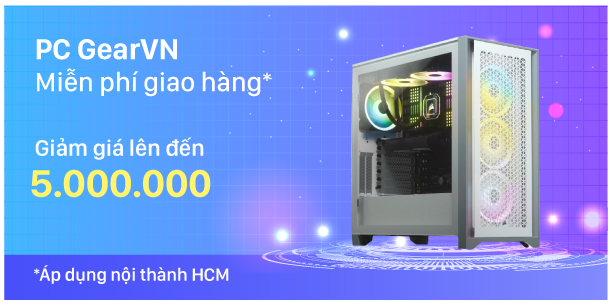 PC GearVN
Miễn phí giao hàng*
Giảm giá lên đến
5.000.000
*Áp dụng nội thành HCM